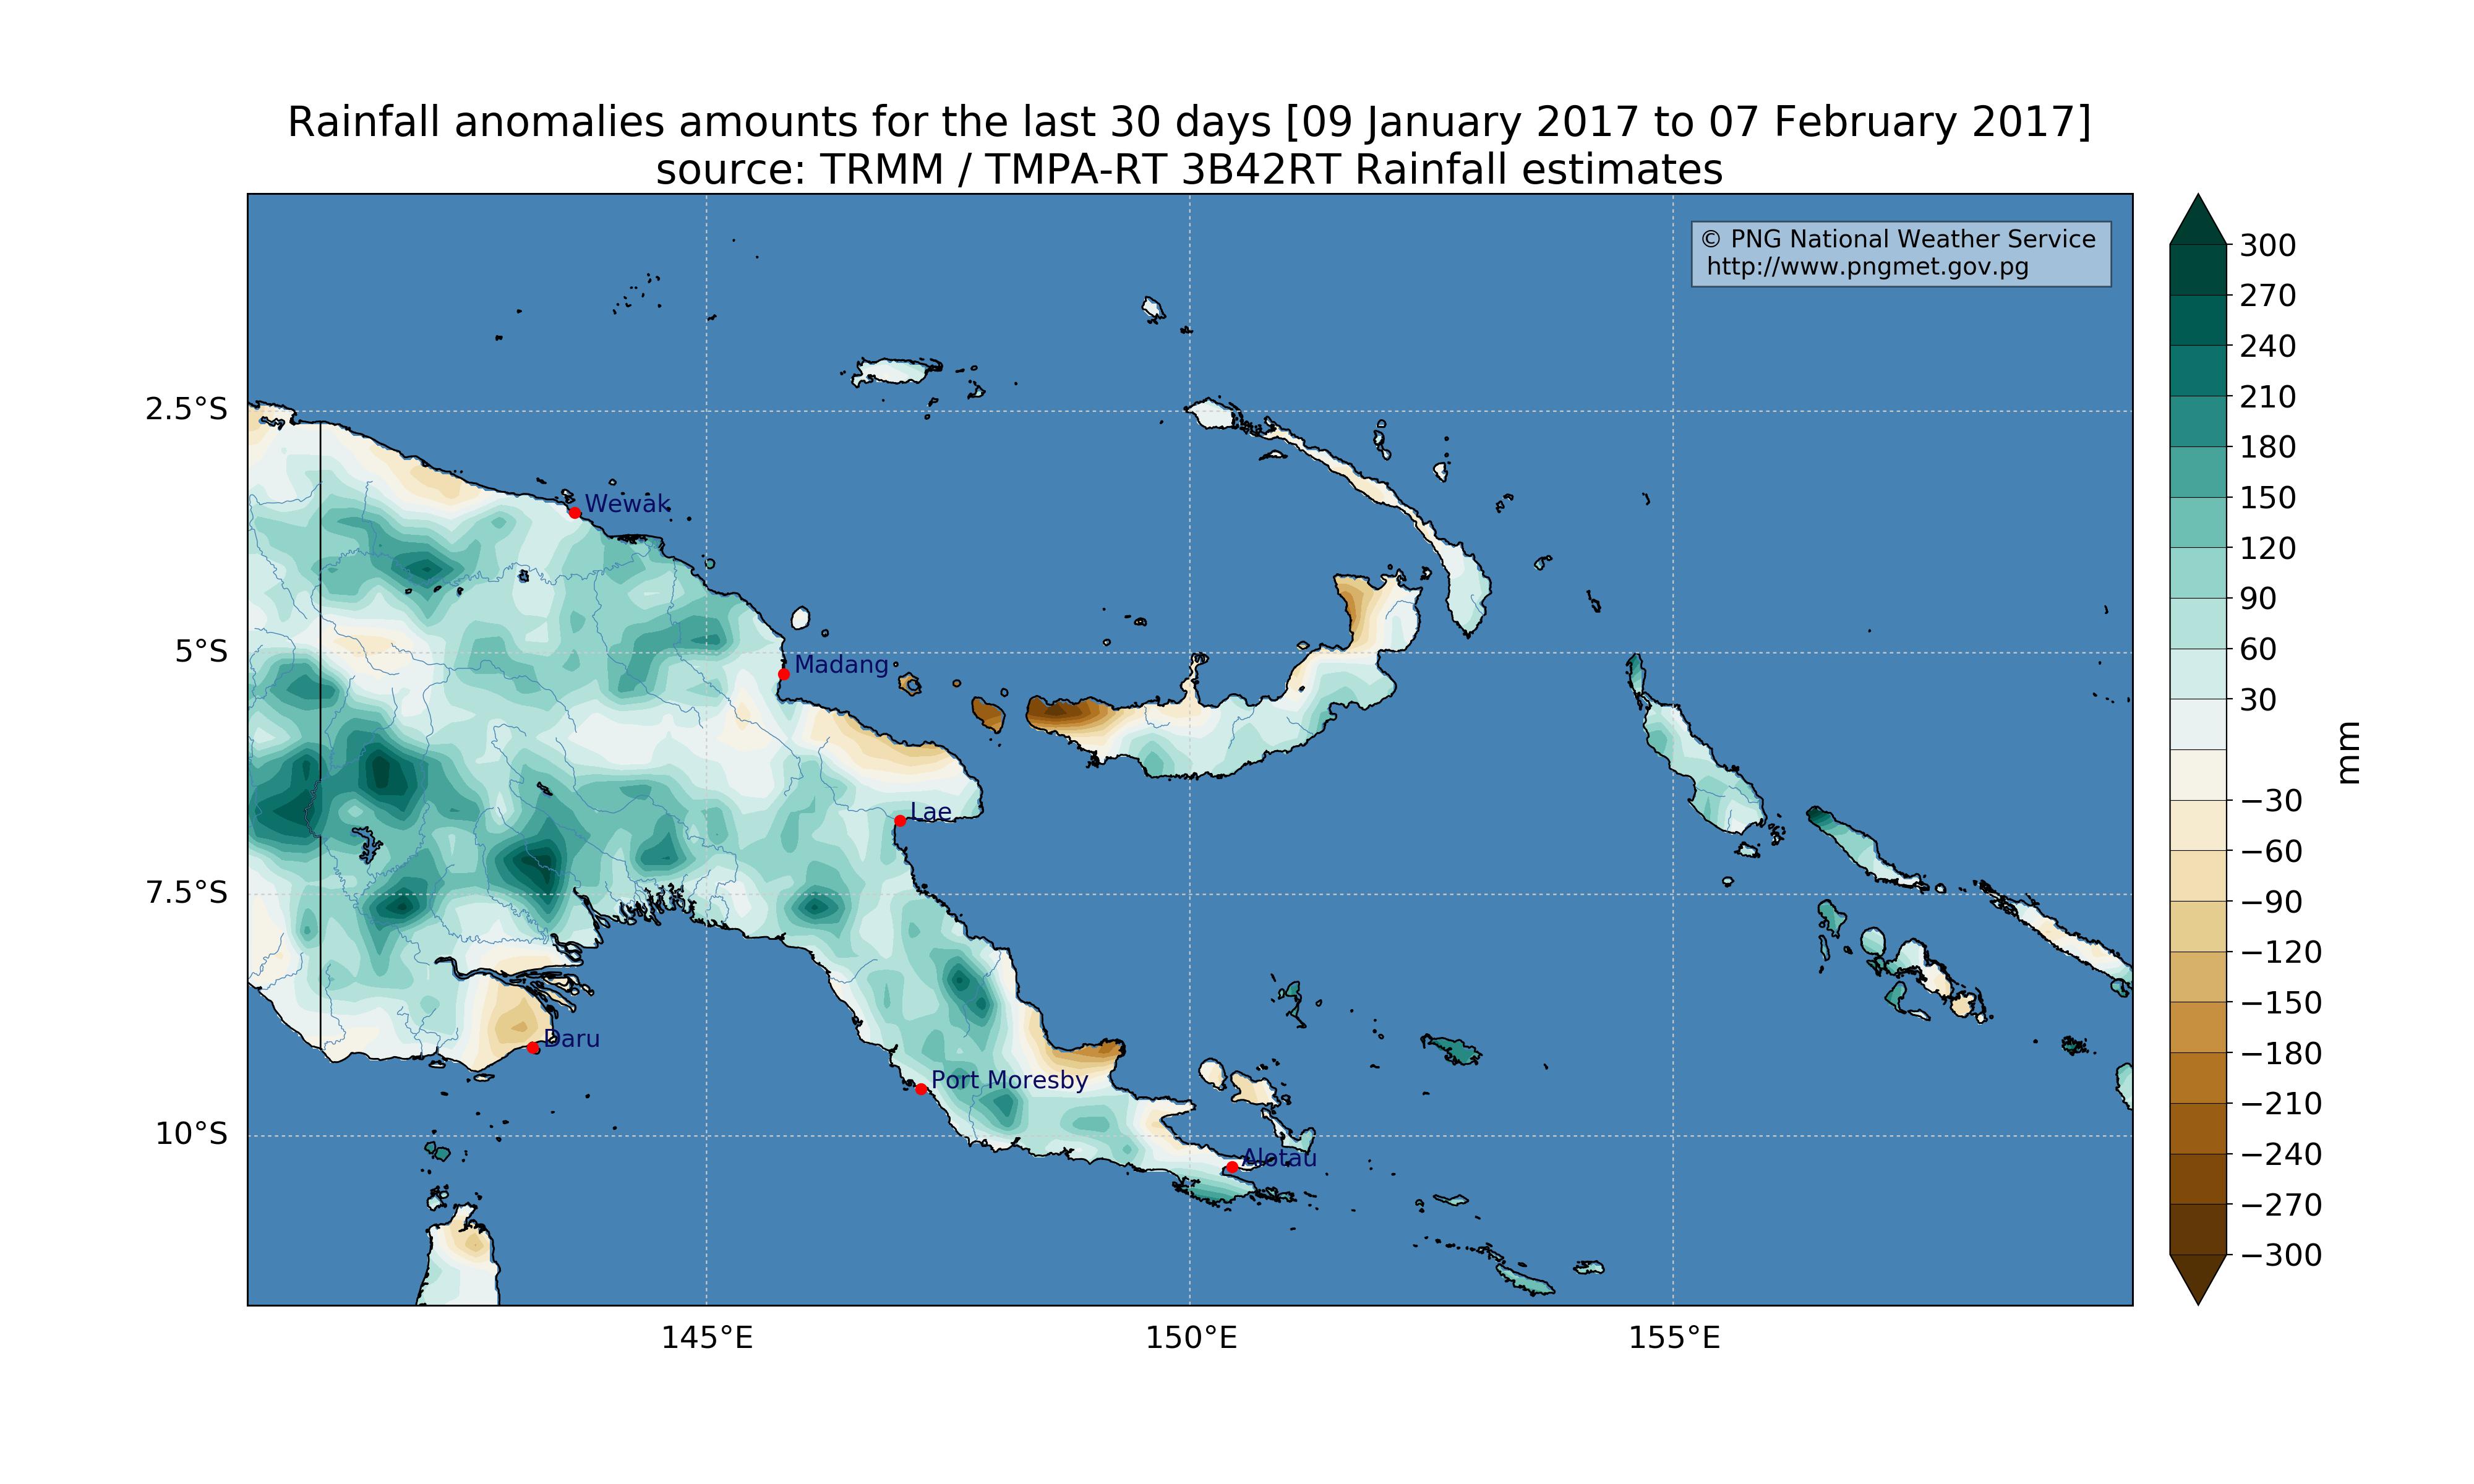 Rainfall anomalies amounts for the last 30 days [09 January 2017 to 07 February 2017]
source: TRMM / TMPA-RT 3B42RT Rainfall estimates
© PNG National Weather Service
http://www.pngmet.gov.pg
300
270
240
210
180
150
120
90
60
30
−30
−60
−90
−120
−150
−180
−210
−240
−270
−300
mm
2.5°S
5°S
7.5°S
10°S
Wewak
Madang
Lae
Daru
Port Moresby
Alotau
145°E
150°E
155°E